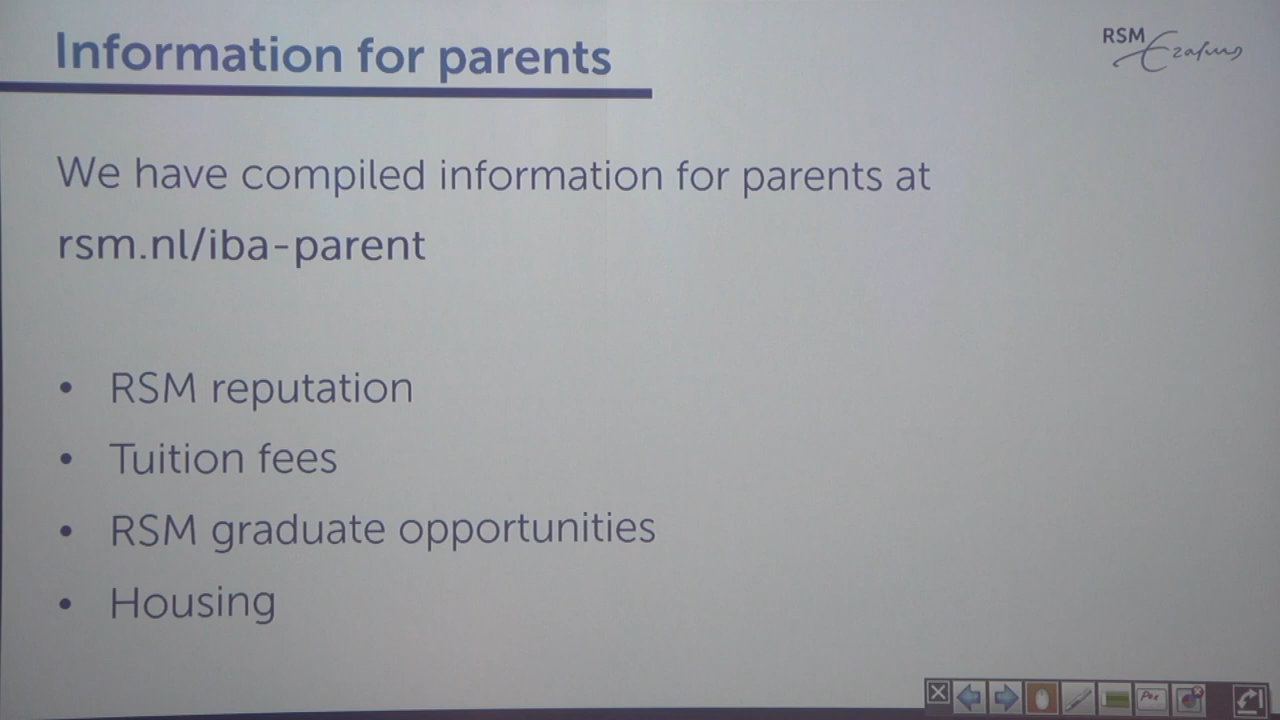 Information for parents
RSM
Erasmus
We have compiled information for parents at
rsm.nl/iba-parent
• RSM reputation
• Tuition fees
• RSM graduate opportunities
• Housing
Pen